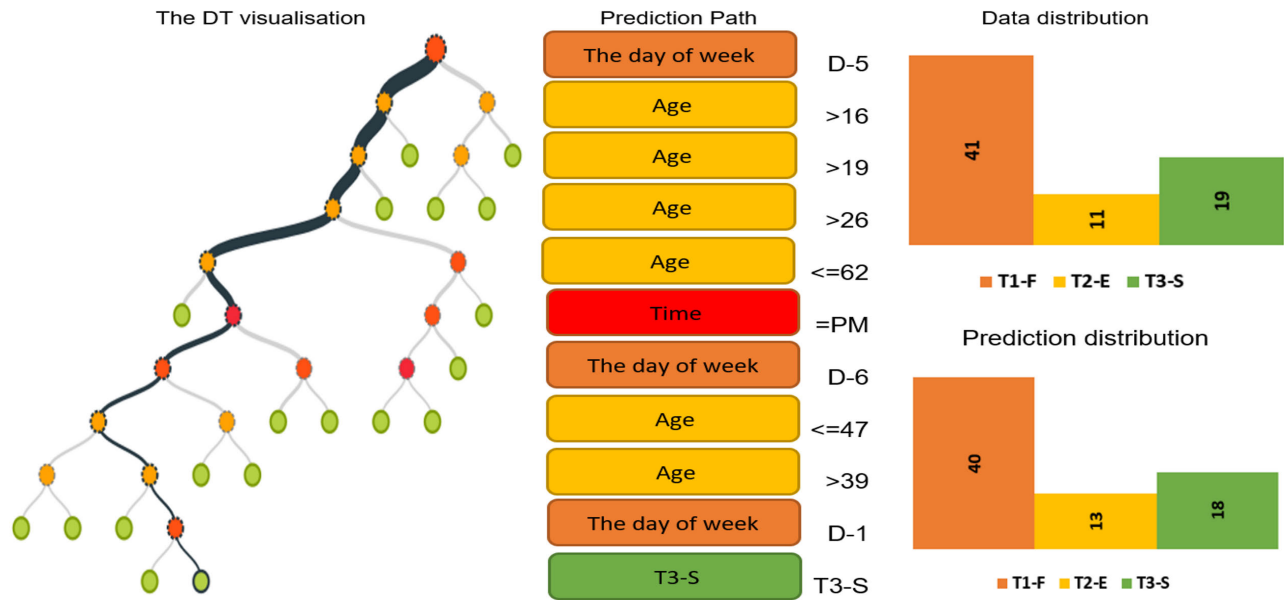 The DT visualisation
Prediction Path
The day of week D-5
Age >16
Age >19
Age >26
Age <=62
Time =PM
The day of week D-6
Age <=47
Age >39
The day of week D-1
T3-S T3-S
Data distribution
41
11
19
T1-F T2-E T3-S
Prediction distribution
40
13
18
T1-F T2-E T3-S